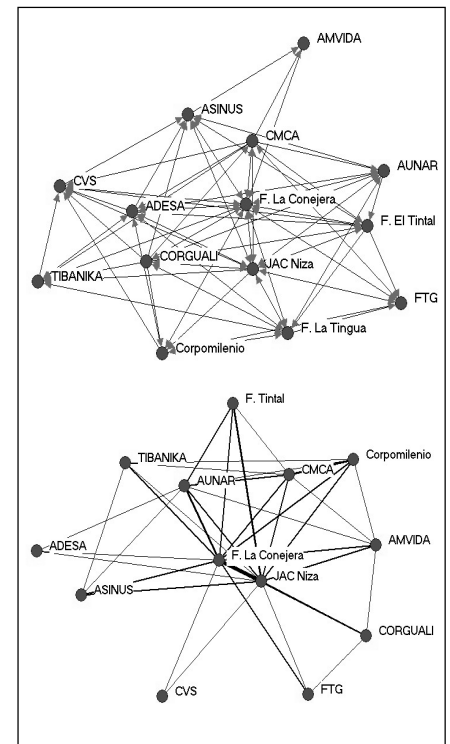 AMVIDA
ASINUS
CMCA
AUNAR
CVS
ADESA
F. La Conejera
F. El Tintal
CORGUALI
JAC Niza
TIBANIKA
FTG
F. La Tingua
Corpomilenio
F. Tintal
TIBANIKA
Corpomilenio
AUNAR
CMCA
AMVIDA
ADESA
F. La Conejera
JAC Niza
ASINUS
CORGUALI
CVS
FTG